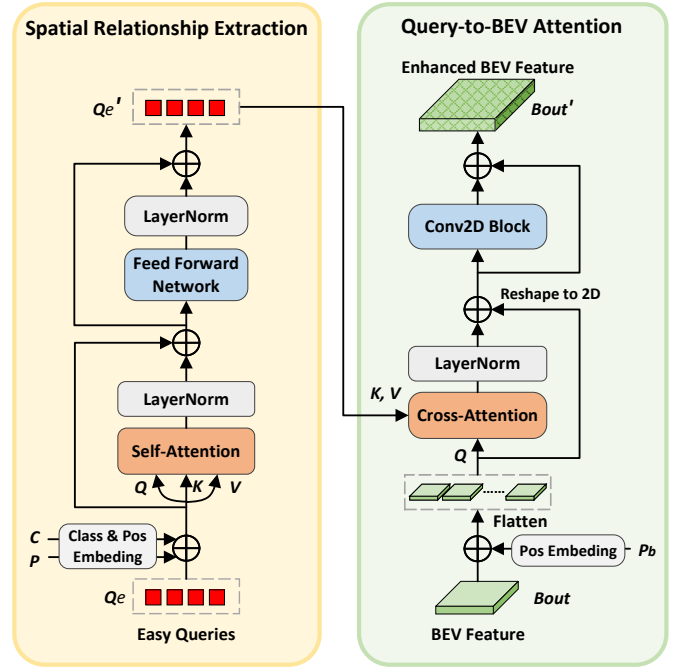 Spatial Relationship Extraction
Qe'
LayerNorm
Feed Forward
Network
LayerNorm
Self-Attention
Q K V
C
P
Class & Pos
Embeding
Qe
Easy Queries
Query-to-BEV Attention
Enhanced BEV Feature
Bout'
Conv2D Block
Reshape to 2D
LayerNorm
K, V
Cross-Attention
Q
Flatten
Pos Embeding
Pb
Bout
BEV Feature